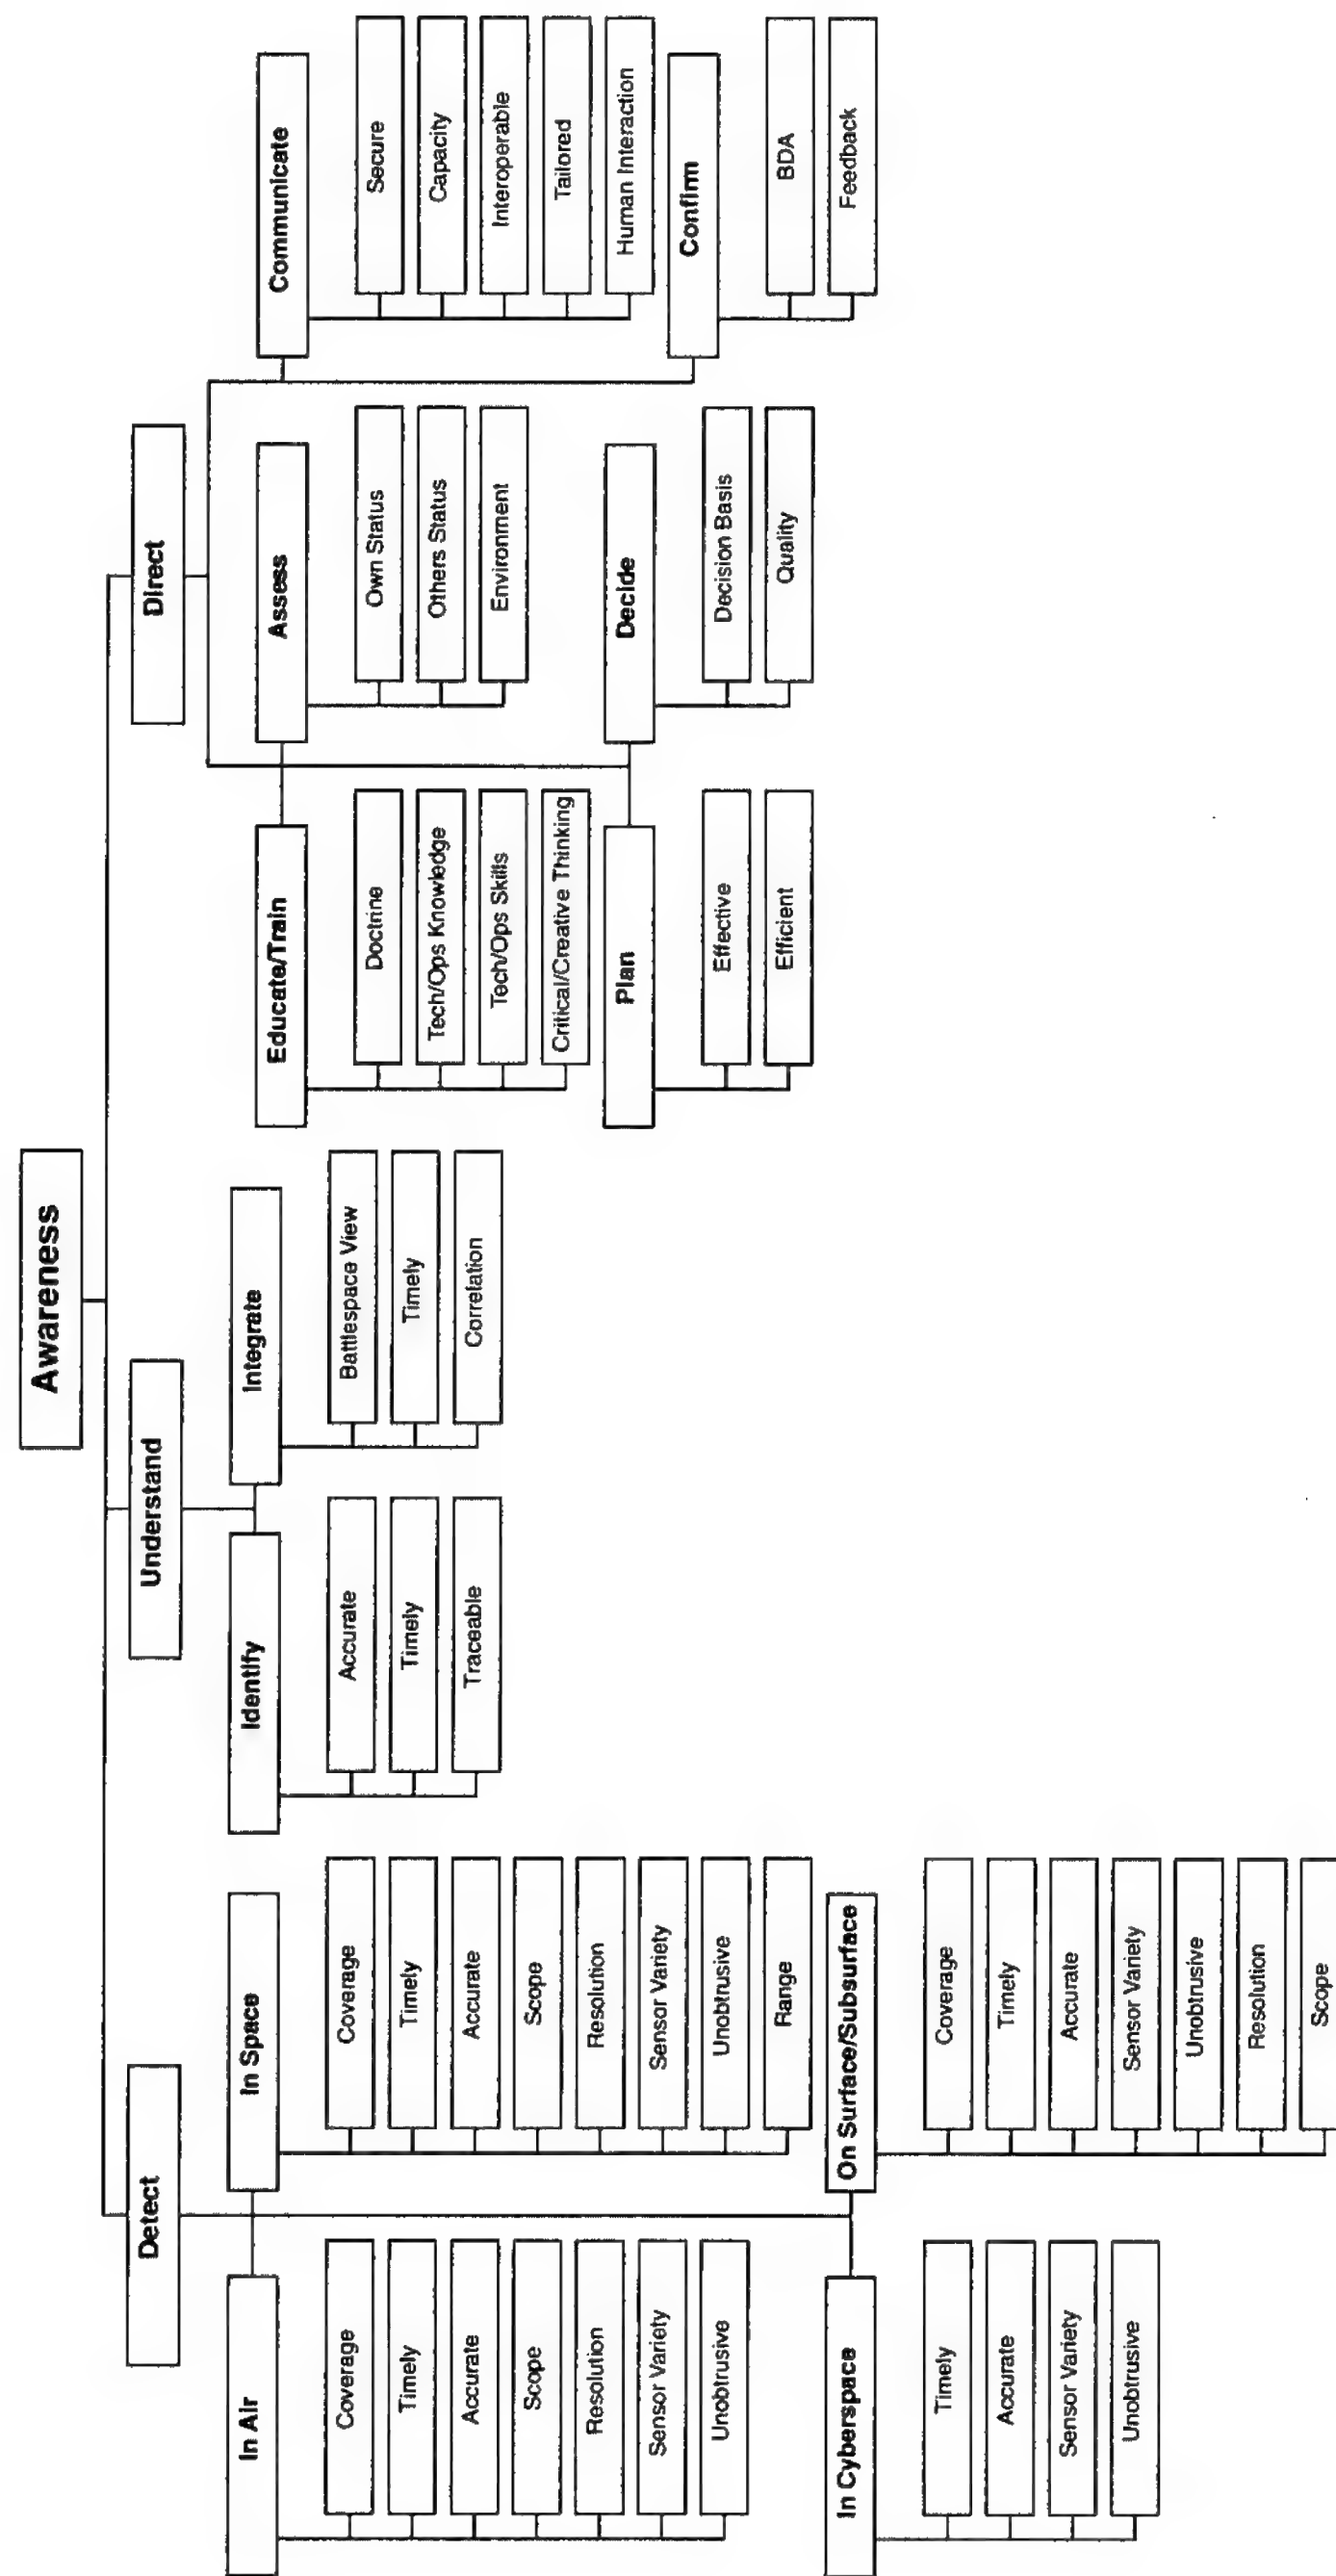 Awareness
Detect
In Air
Coverage
Timely
Accurate
Scope
Resolution
Sensor Variety
Unobtrusive
In Space
Coverage
Timely
Accurate
Scope
Resolution
Sensor Variety
Unobtrusive
Range
In Cyberspace
Timely
Accurate
Sensor Variety
Unobtrusive
On Surface/Subsurface
Coverage
Timely
Accurate
Sensor Variety
Unobtrusive
Resolution
Scope
Understand
Identify
Accurate
Timely
Traceable
Integrate
Battlespace View
Timely
Correlation
Direct
Educate/Train
Doctrine
Tech/Ops Knowledge
Tech/Ops Skills
Critical/Creative Thinking
Assess
Own Status
Others Status
Environment
Communicate
Secure
Capacity
Interoperable
Tailored
Human Interaction
Plan
Effective
Efficient
Decide
Decision Basis
Quality
Confirm
BDA
Feedback